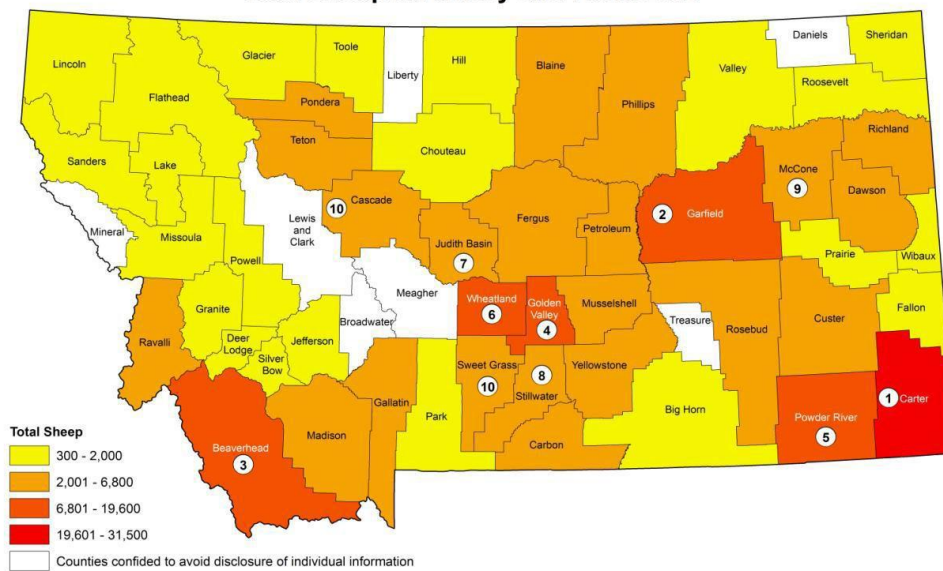 Lincoln
Flathead
Glacier
Toole
Liberty
Hill
Blaine
Phillips
Valley
Daniels
Sheridan
Roosevelt
Pondera
Teton
Chouteau
Richland
Sanders
Lake
McCone
9
Dawson
Mineral
Missoula
Powell
Lewis
and
Clark
10
Cascade
Judith Basin
7
Fergus
Petroleum
2
Garfield
Prairie
Wibaux
Granite
Deer
Lodge
Silver
Bow
Jefferson
Broadwater
Meagher
Wheatland
6
Golden
Valley
4
Musselshell
Treasure
Rosebud
Custer
Fallon
Ravalli
Beaverhead
3
Madison
Gallatin
Park
Sweet Grass
10
8
Stillwater
Yellowstone
Carbon
Big Horn
Powder River
5
1
Carter
Total Sheep
300 - 2,000
2,001 - 6,800
6,801 - 19,600
19,601 - 31,500
Counties confided to avoid disclosure of individual information